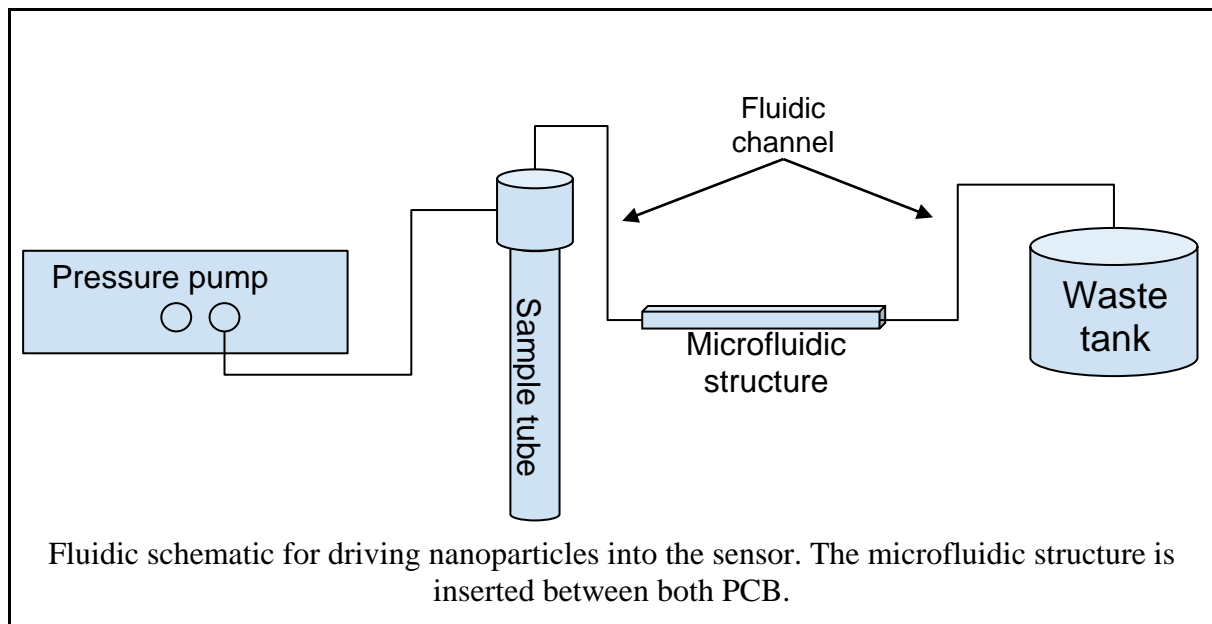 Fluidic
channel
Pressure pump
Sample tube
Microfluidic
structure
Waste
tank
Fluidic schematic for driving nanoparticles into the sensor. The microfluidic structure is
inserted between both PCB.